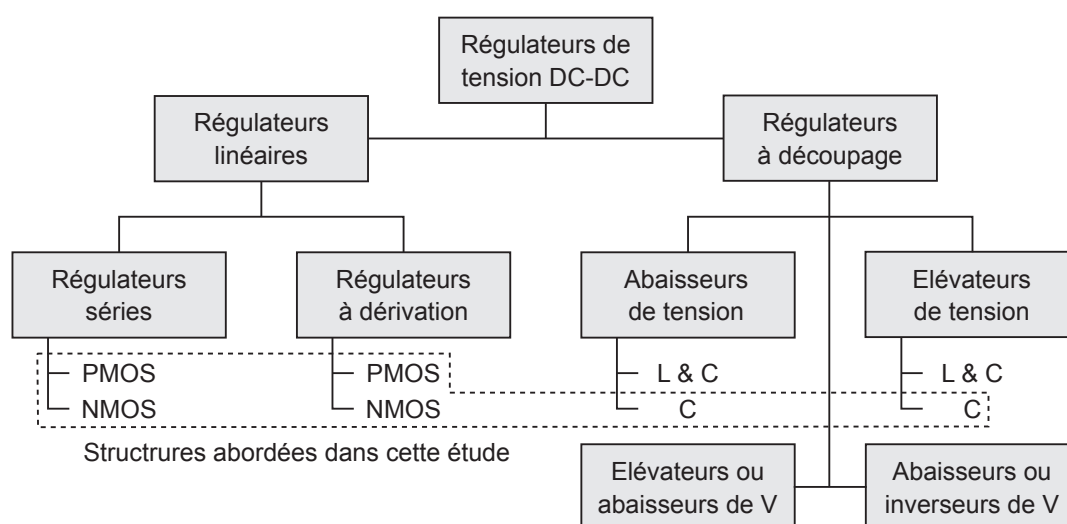 Régulateurs de
tension DC-DC
Régulateurs
linéaires
Régulateurs
à découpage
Régulateurs
séries
Régulateurs
à dérivation
Abaisseurs
de tension
Elévateurs
de tension
PMOS
NMOS
PMOS
NMOS
L & C
C
L & C
C
Structrures abordées dans cette étude
Elévateurs ou
abaisseurs de V
Abaisseurs ou
inverseurs de V